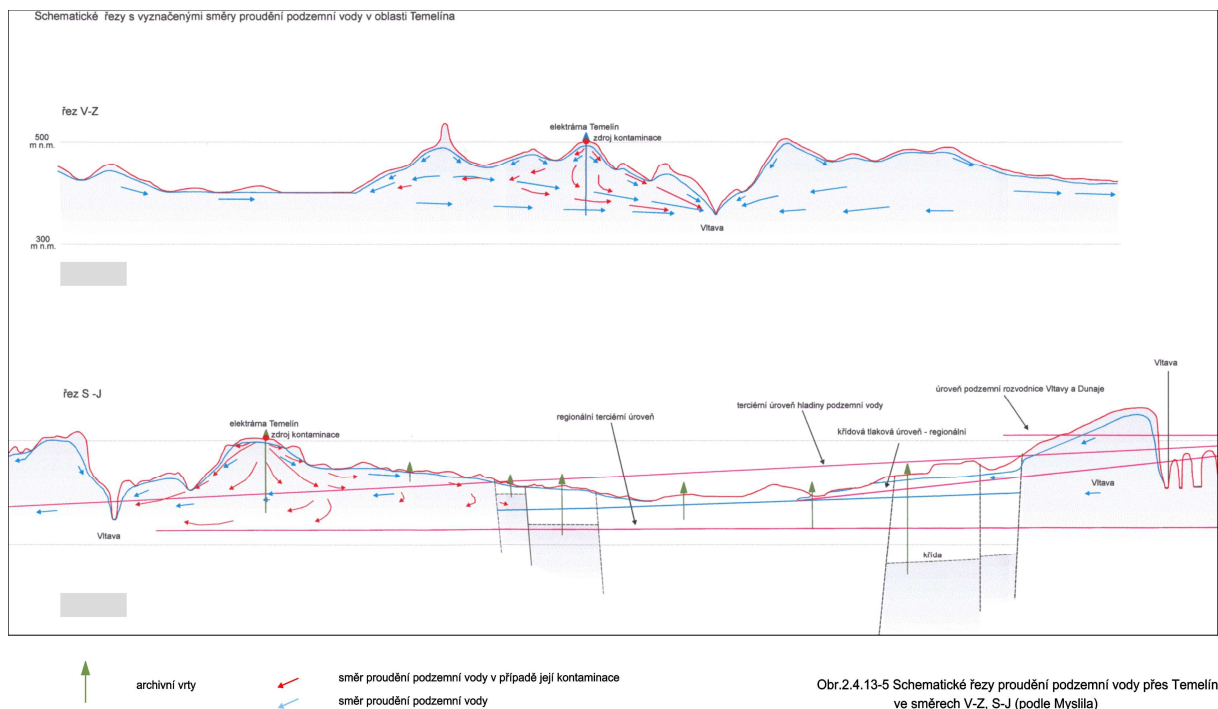 Schematické řezy s vyznačenými směry proudění podzemní vody v oblasti Temelína
řez V-Z
500
m n.m.
elektrárna Temelín
zdroj kontaminace
Vltava
300
m n.m.
řez S -J
elektrárna Temelín
zdroj kontaminace
Vltava
regionální terciérní úroveň
terciérní úroveň hladiny podzemní vody
křídová tlaková úroveň - regionální
úroveň podzemní rozvodnice Vltavy a Dunaje
Vltava
Vltava
křída
archivní vrty
směr proudění podzemní vody v případě její kontaminace
směr proudění podzemní vody
Obr.2.4.13-5 Schematické řezy proudění podzemní vody přes Temelín
ve směrech V-Z, S-J (podle Myslila)